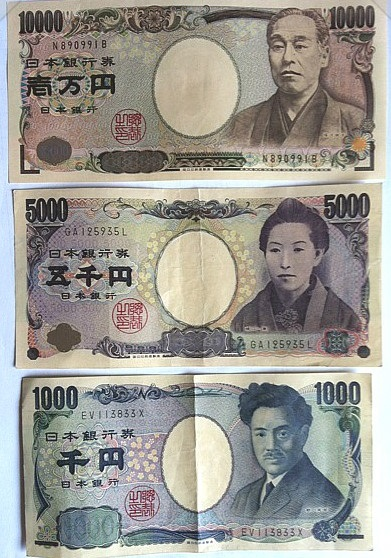 10000 10000
N890991B
日本銀行券
壱万円
日本銀行
N890991B
5000 5000
GA125935L
日本銀行券
五千円
日本銀行
GA125935L
1000 1000
EV113833X
日本銀行券
千円
日本銀行
1000
EV113833X